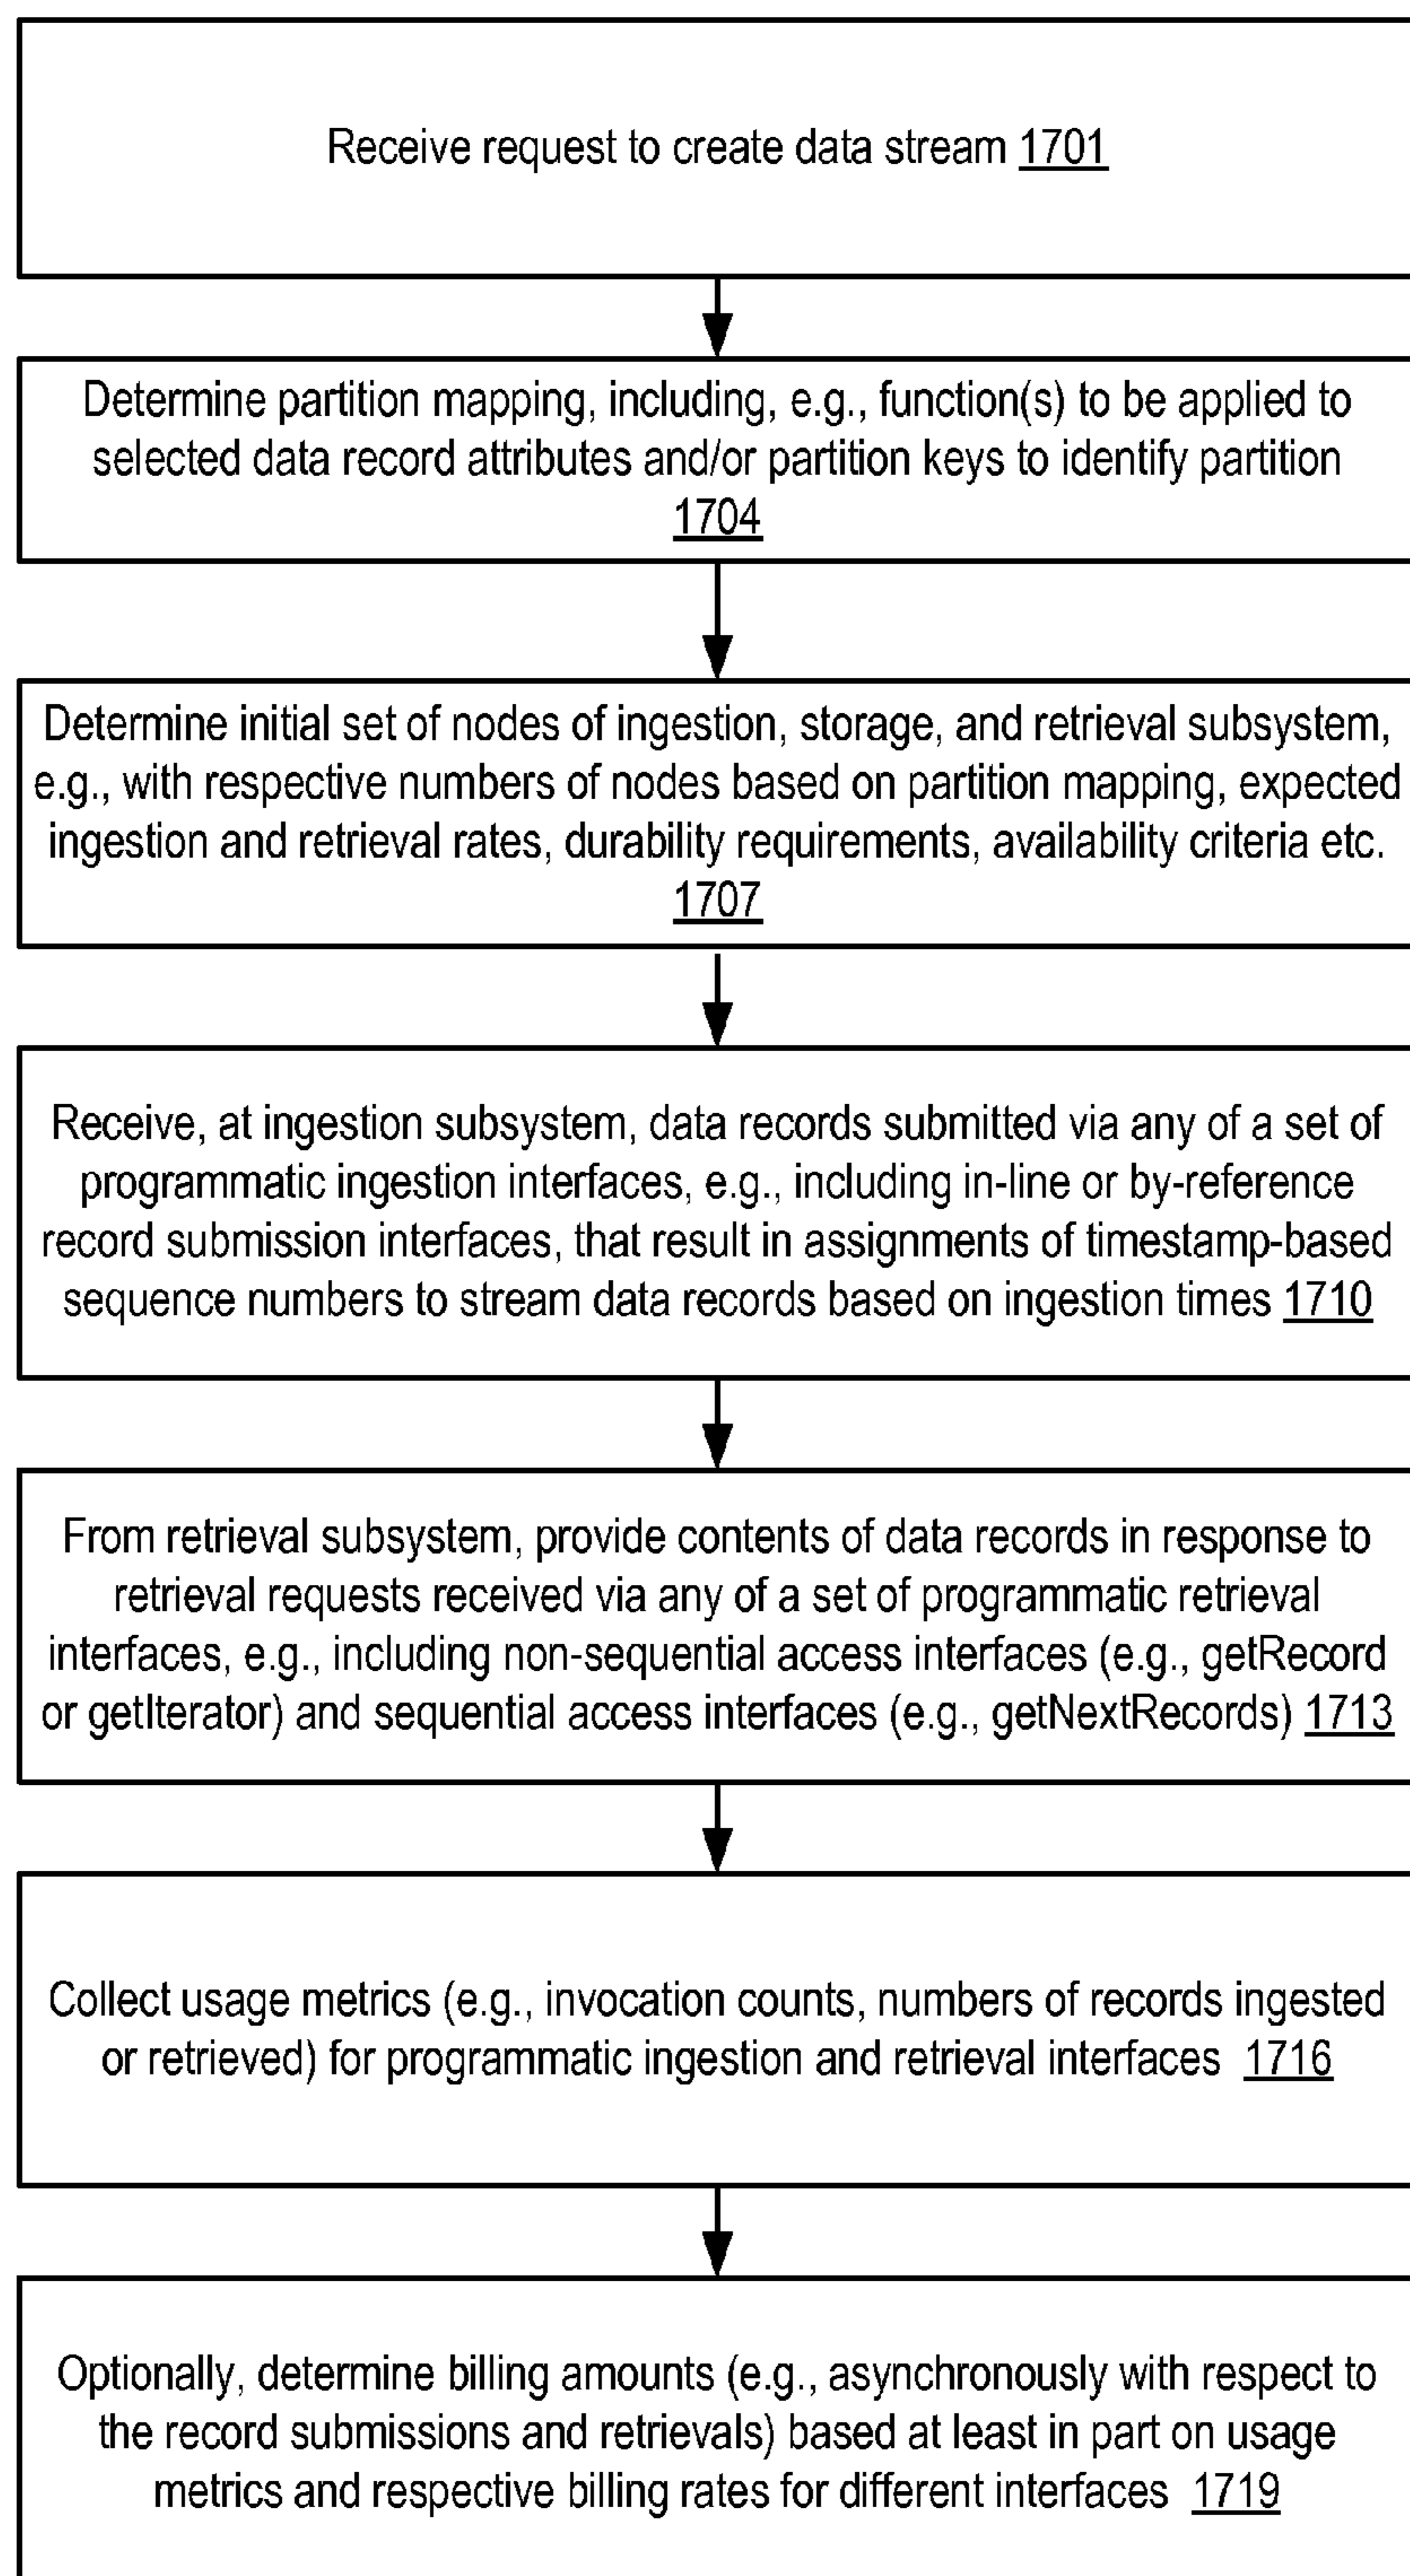 Receive request to create data stream 1701
Determine partition mapping, including, e.g., function(s) to be applied to
selected data record attributes and/or partition keys to identify partition
1704
Determine initial set of nodes of ingestion, storage, and retrieval subsystem,
e.g., with respective numbers of nodes based on partition mapping, expected
ingestion and retrieval rates, durability requirements, availability criteria etc.
1707
Receive, at ingestion subsystem, data records submitted via any of a set of
programmatic ingestion interfaces, e.g., including in-line or by-reference
record submission interfaces, that result in assignments of timestamp-based
sequence numbers to stream data records based on ingestion times 1710
From retrieval subsystem, provide contents of data records in response to
retrieval requests received via any of a set of programmatic retrieval
interfaces, e.g., including non-sequential access interfaces (e.g., getRecord
or getIterator) and sequential access interfaces (e.g., getNextRecords) 1713
Collect usage metrics (e.g., invocation counts, numbers of records ingested
or retrieved) for programmatic ingestion and retrieval interfaces 1716
Optionally, determine billing amounts (e.g., asynchronously with respect to
the record submissions and retrievals) based at least in part on usage
metrics and respective billing rates for different interfaces 1719